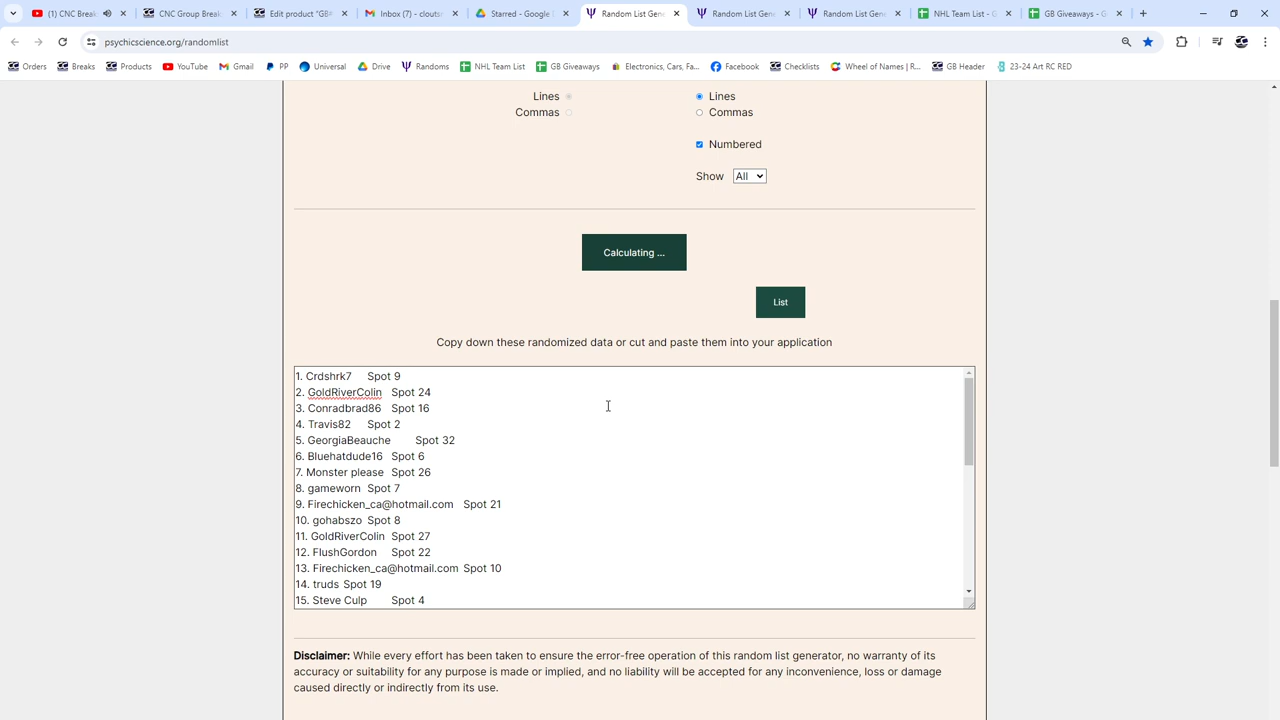 (1) CNC Break
CNC Group Break
Edit product "GB#
Inbox (7) - clouts
Starred - Google D
Random List Gene
Random List Gene
Random List Gene
NHL Team List - G
GB Giveaways - G
psychicscience.org/randomlist
Orders
Breaks
Products
YouTube
Gmail
PP
Universal
Drive
Randoms
NHL Team List
GB Giveaways
Electronics, Cars, Fa...
Facebook
Checklists
Wheel of Names | R...
GB Header
23-24 Art RC RED
Lines Lines
Commas Commas
Numbered
Show All
Calculating ...
List
Copy down these randomized data or cut and paste them into your application
1. Crdshrk7 Spot 9
2. GoldRiverColin Spot 24
3. Conradbrad86 Spot 16
4. Travis82 Spot 2
5. GeorgiaBeauche Spot 32
6. Bluehatdude16 Spot 6
7. Monster please Spot 26
8. gameworn Spot 7
9. Firechicken_ca@hotmail.com Spot 21
10. gohabszo Spot 8
11. GoldRiverColin Spot 27
12. FlushGordon Spot 22
13. Firechicken_ca@hotmail.com Spot 10
14. truds Spot 19
15. Steve Culp Spot 4
Disclaimer: While every effort has been taken to ensure the error-free operation of this random list generator, no warranty of its
accuracy or suitability for any purpose is made or implied, and no liability will be accepted for any inconvenience, loss or damage
caused directly or indirectly from its use.